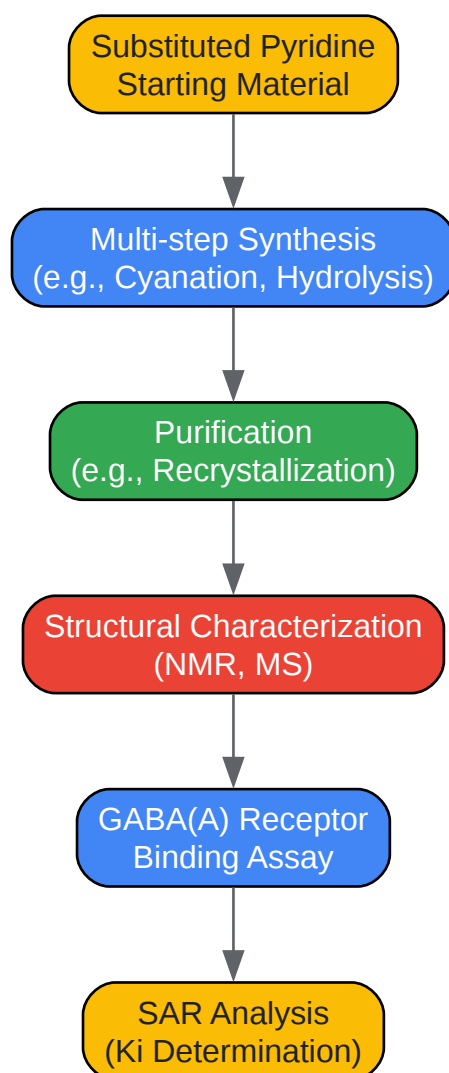 Substituted Pyridine
Starting Material
Multi-step Synthesis
(e.g., Cyanation, Hydrolysis)
Purification
(e.g., Recrystallization)
Structural Characterization
(NMR, MS)
GABA(A) Receptor
Binding Assay
SAR Analysis
(Ki Determination)